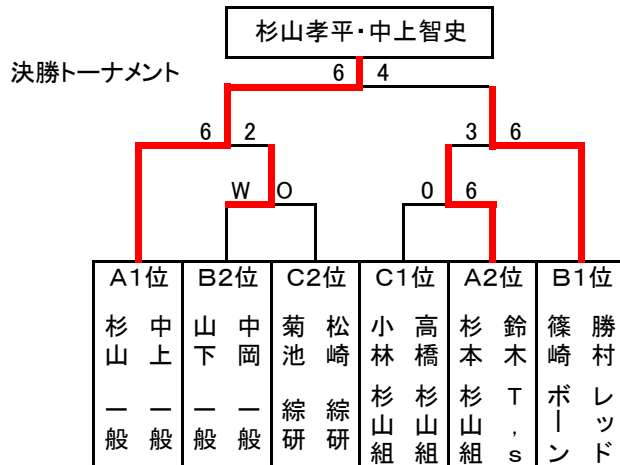 杉山孝平・中上智史
決勝トーナメント
6 4
6 2 3 6
W O 0 6
A1位 B2位 C2位 C1位 A2位 B1位
杉山 一般
中上 一般
山下 一般
中岡 一般
菊池 綜研
松崎 綜研
小林 杉山組
高橋 杉山組
杉本 杉山組
鈴木 T,s
篠崎 ボーン
勝村 レッド